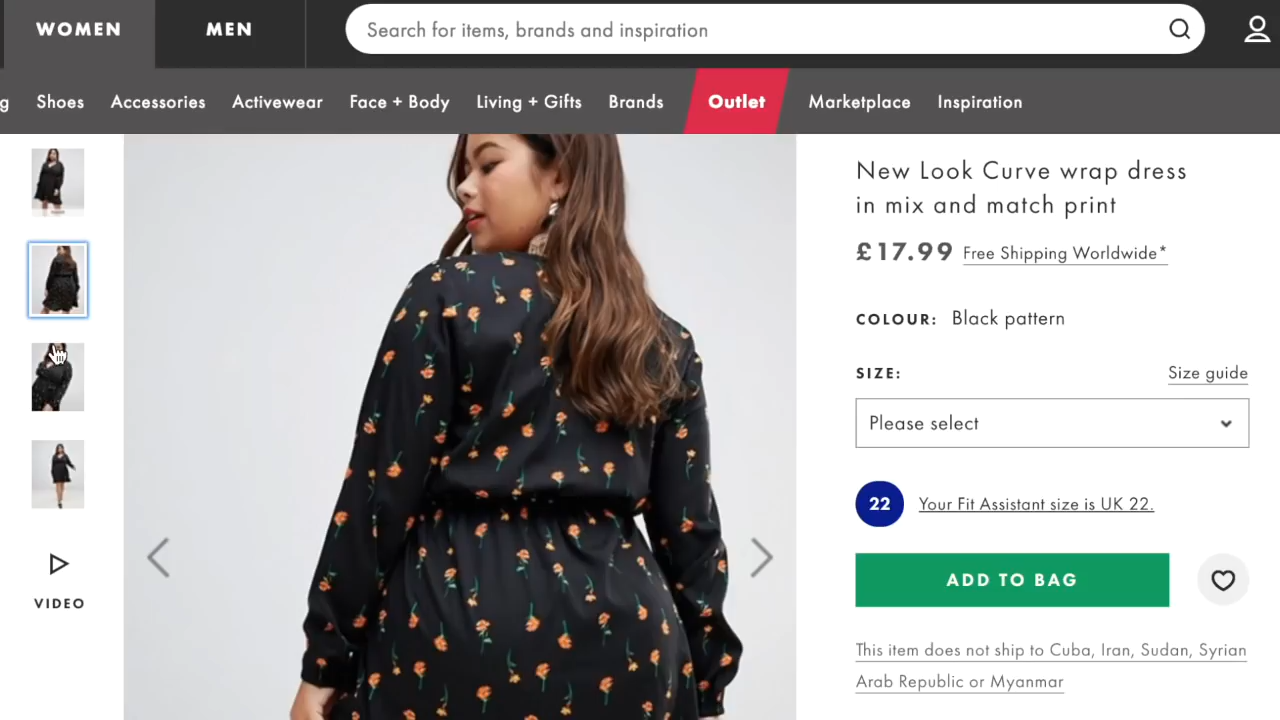 WOMEN
MEN
Search for items, brands and inspiration
g
Shoes
Accessories
Activewear
Face + Body
Living + Gifts
Brands
Outlet
Marketplace
Inspiration
New Look Curve wrap dress
in mix and match print
£17.99 Free Shipping Worldwide*
COLOUR: Black pattern
SIZE:
Size guide
Please select
22
Your Fit Assistant size is UK 22.
ADD TO BAG
VIDEO
This item does not ship to Cuba, Iran, Sudan, Syrian
Arab Republic or Myanmar